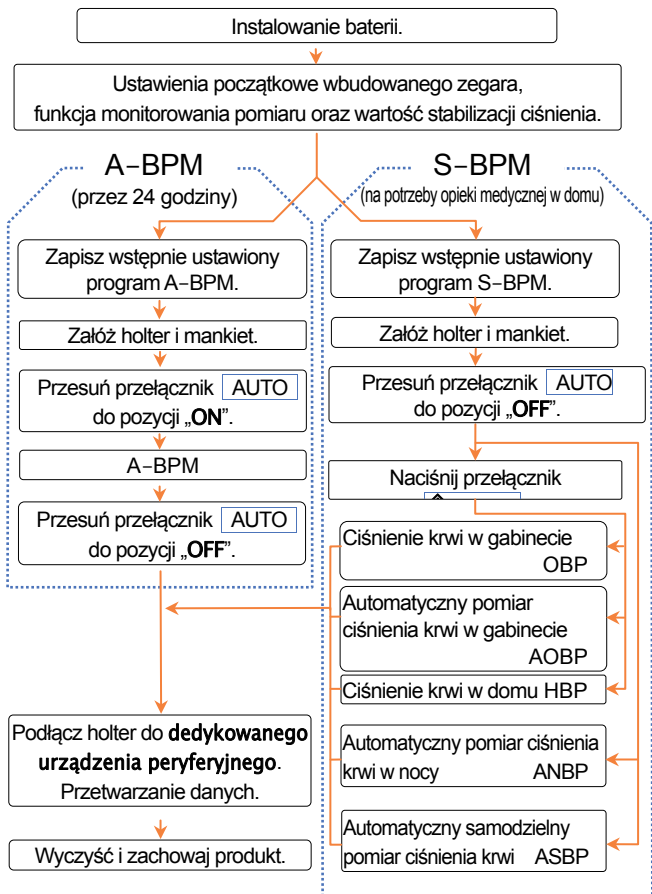 Instalowanie baterii.
Ustawienia początkowe wbudowanego zegara,
funkcja monitorowania pomiaru oraz wartość stabilizacji ciśnienia.
A–BPM
(przez 24 godziny)
Zapisz wstępnie ustawiony
program A–BPM.
Załóż holter i mankiet.
Przesuń przełącznik AUTO
do pozycji „ON”.
A–BPM
Przesuń przełącznik AUTO
do pozycji „OFF”.
S–BPM
(na potrzeby opieki medycznej w domu)
Zapisz wstępnie ustawiony
program S–BPM.
Załóż holter i mankiet.
Przesuń przełącznik AUTO
do pozycji „OFF”.
Naciśnij przełącznik
Ciśnienie krwi w gabinecie
OBP
Automatyczny pomiar
ciśnienia krwi w gabinecie
AOBP
Ciśnienie krwi w domu HBP
Automatyczny pomiar ciśnienia
krwi w nocy ANBP
Automatyczny samodzielny
pomiar ciśnienia krwi ASBP
Podłącz holter do dedykowanego
urządzenia peryferyjnego.
Przetwarzanie danych.
Wyczyść i zachowaj produkt.